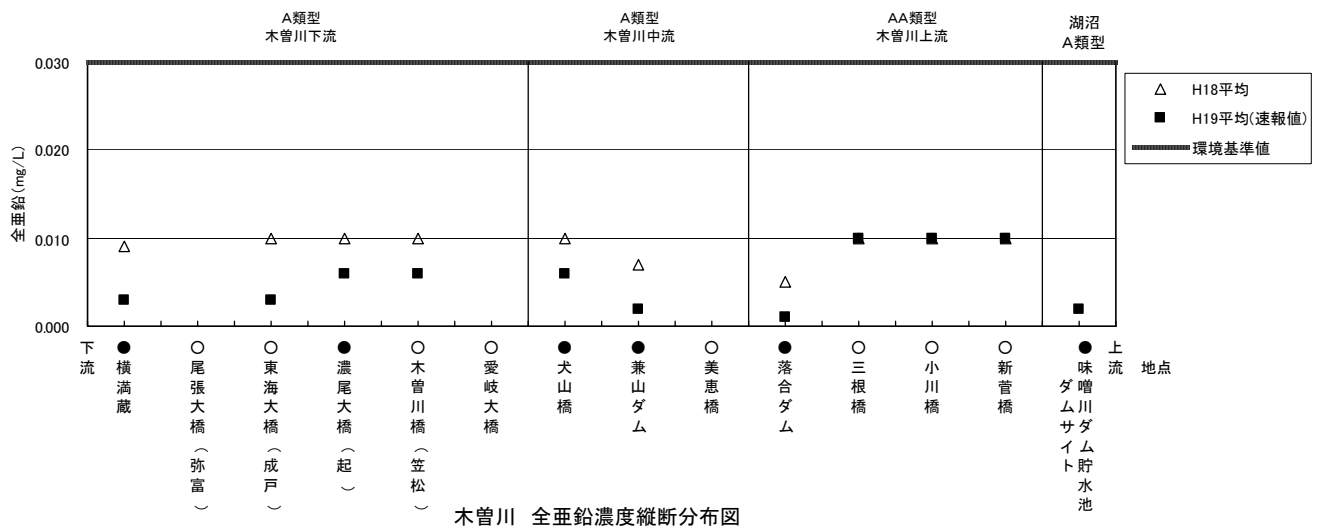 A類型
木曽川下流
A類型
木曽川中流
AA類型
木曽川上流
湖沼
A類型
0.030
0.020
0.010
0.000
全亜鉛(mg/L)
△ H18平均
■ H19平均(速報値)
環境基準値
下流
● 横満蔵
○ 尾張大橋(弥富)
○ 東海大橋(成戸)
● 濃尾大橋(起)
○ 木曽川橋(笠松)
○ 愛岐大橋
● 犬山橋
● 兼山ダム
○ 美恵橋
● 落合ダム
○ 三根橋
○ 小川橋
○ 新菅橋
● 味噌川ダム貯水池
ダムサイト
上流
地点
木曽川 全亜鉛濃度縦断分布図